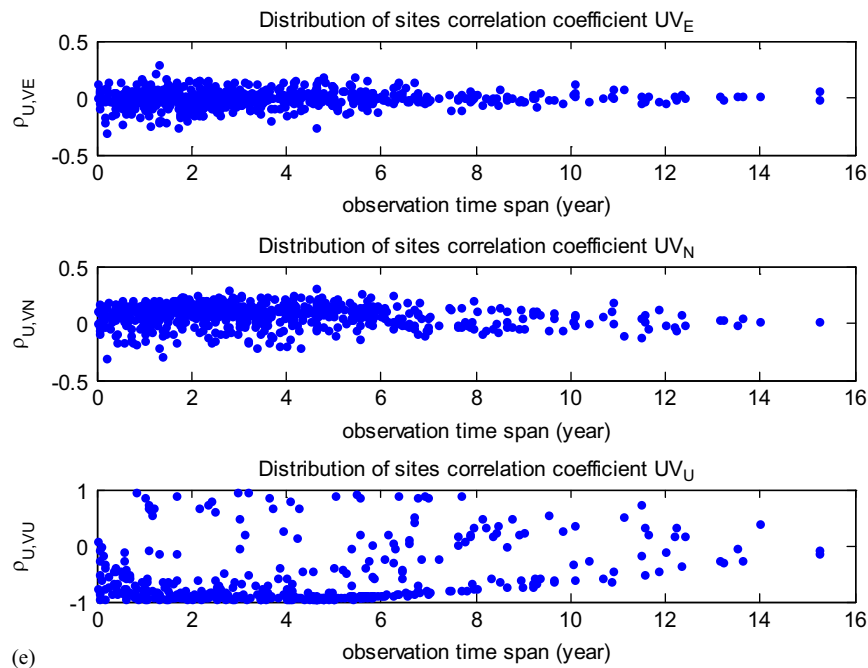 Distribution of sites correlation coefficient UV_E
0.5
0
-0.5
ρ_U,VE
0 2 4 6 8 10 12 14 16
observation time span (year)
Distribution of sites correlation coefficient UV_N
0.5
0
-0.5
ρ_U,VN
0 2 4 6 8 10 12 14 16
observation time span (year)
Distribution of sites correlation coefficient UV_U
1
0
-1
ρ_U,VU
0 2 4 6 8 10 12 14 16
observation time span (year)
(e)